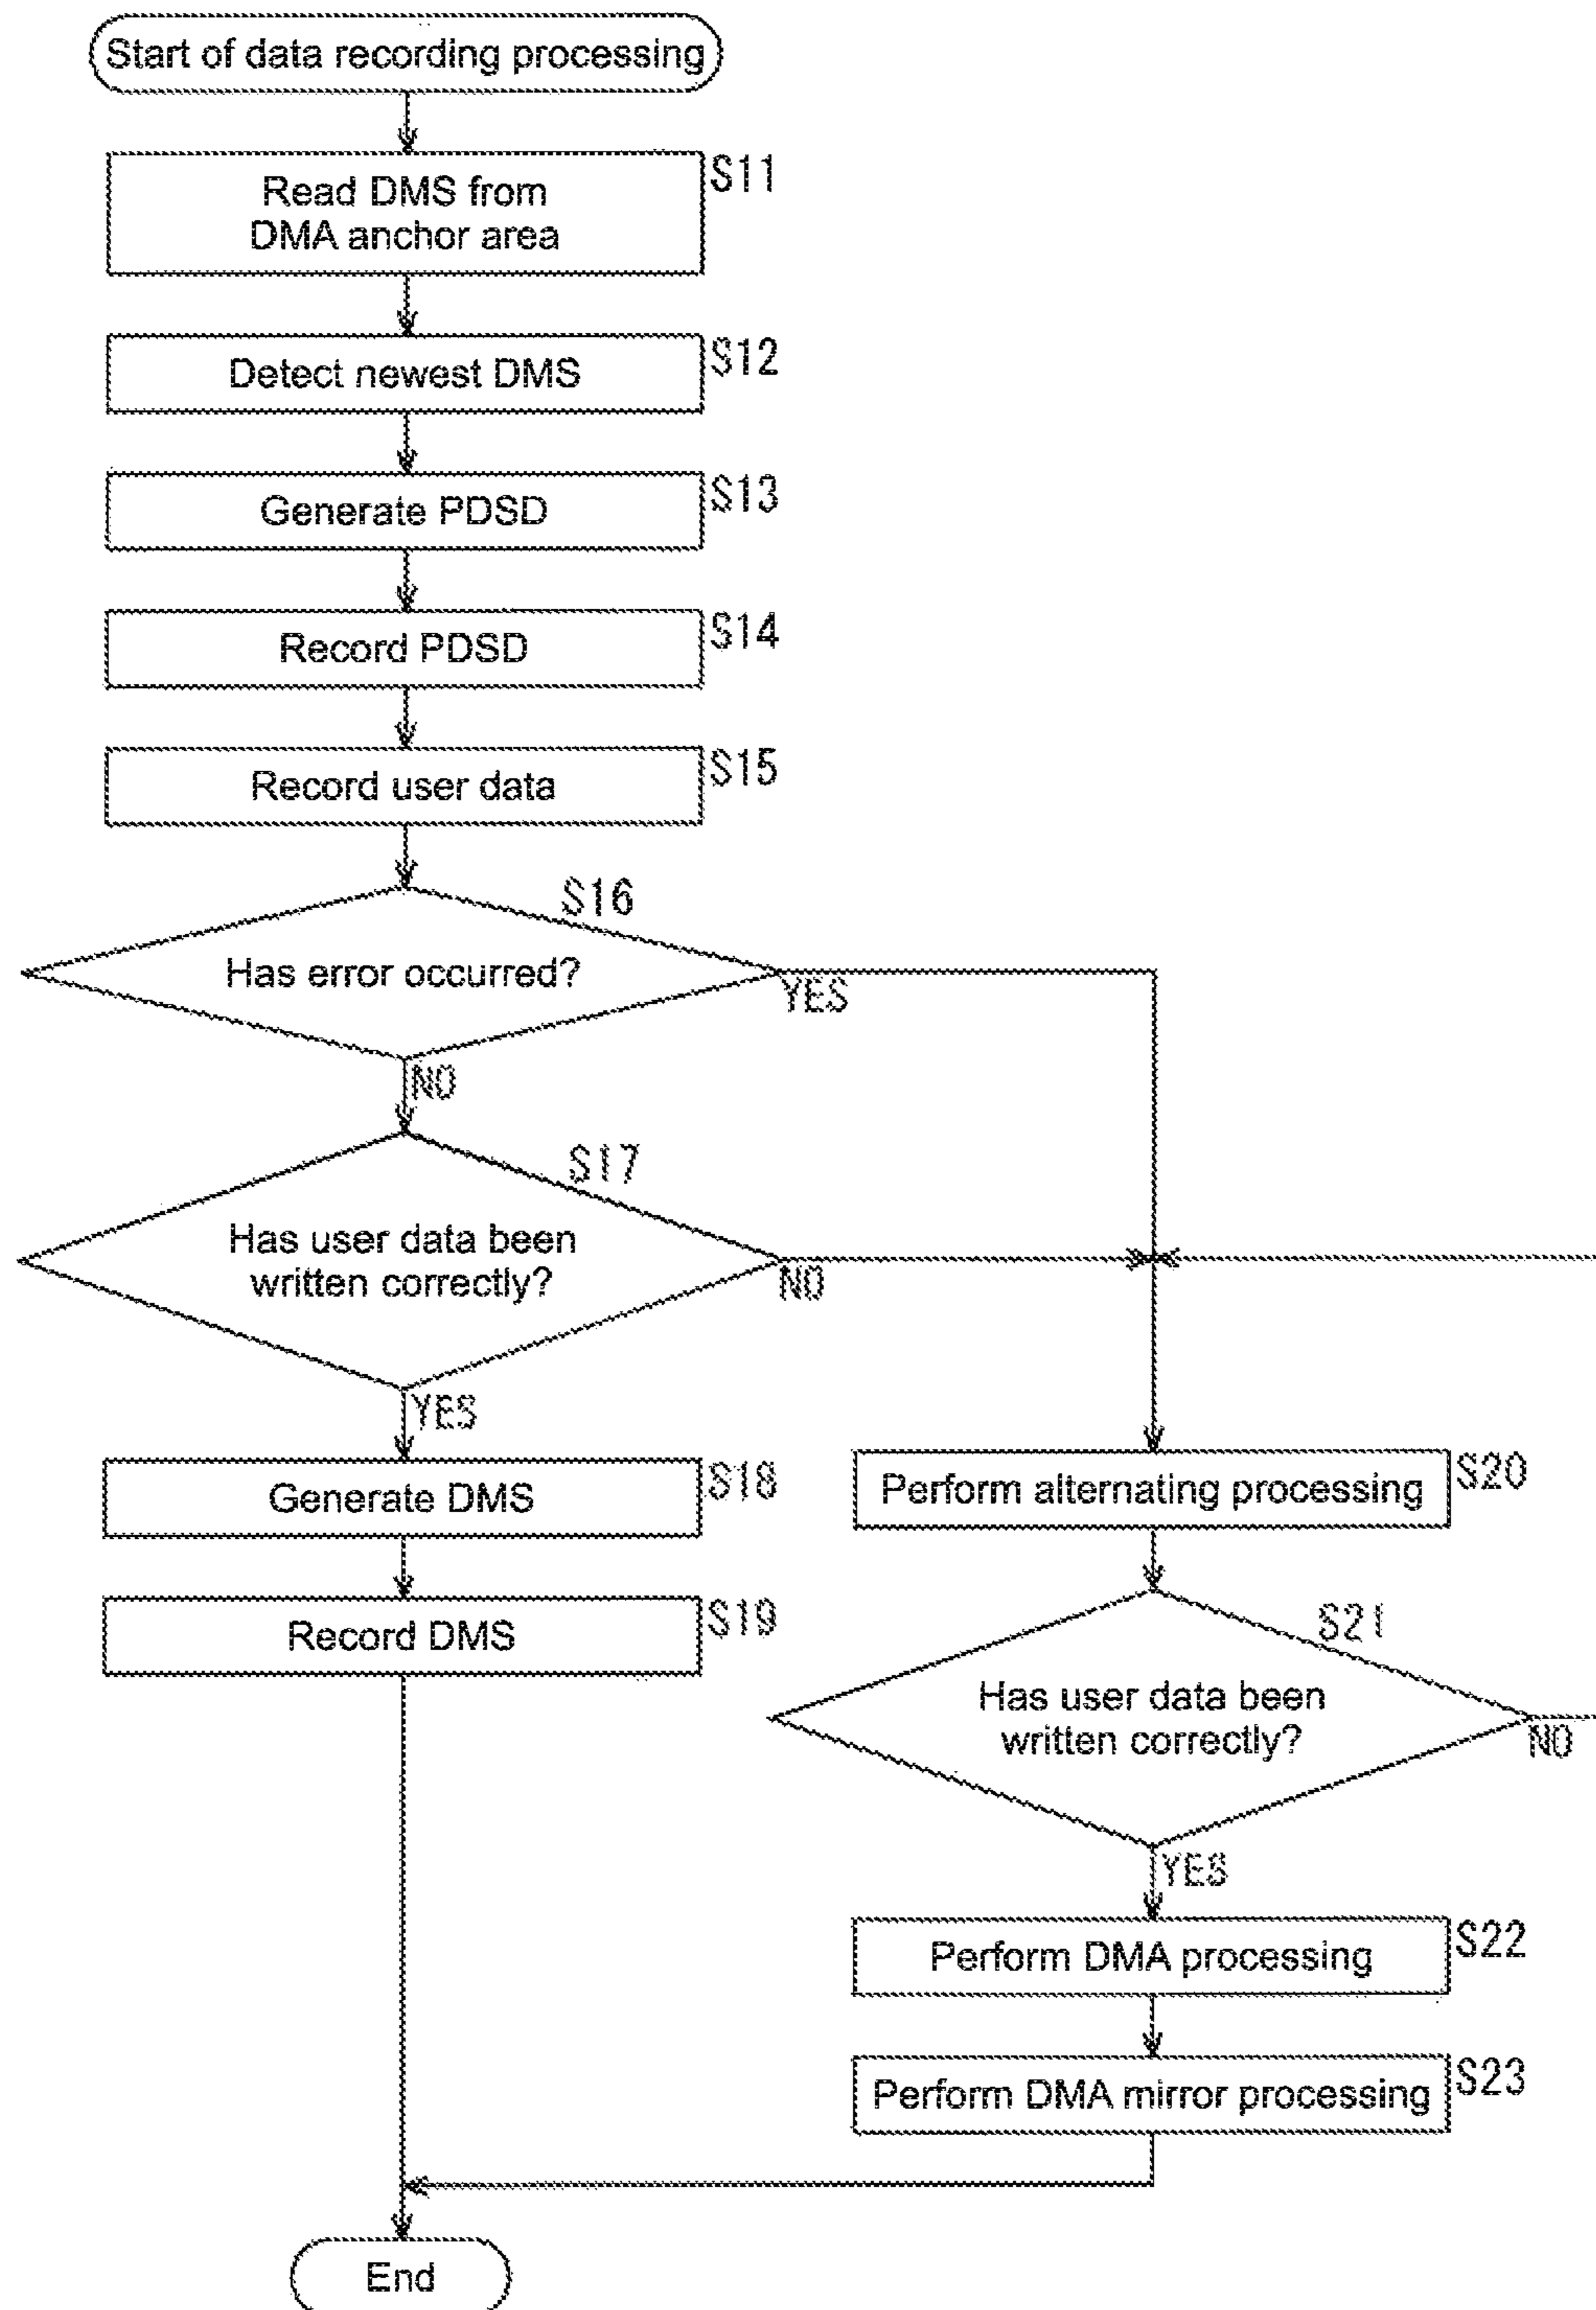 Start of data recording processing
Read DMS from
DMA anchor area
S11
Detect newest DMS
S12
Generate PDSD
S13
Record PDSD
S14
Record user data
S15
S16
Has error occurred?
YES
NO
S17
Has user data been
written correctly?
NO
YES
Generate DMS
S18
Record DMS
S19
Perform alternating processing
S20
S21
Has user data been
written correctly?
NO
YES
Perform DMA processing
S22
Perform DMA mirror processing
S23
End